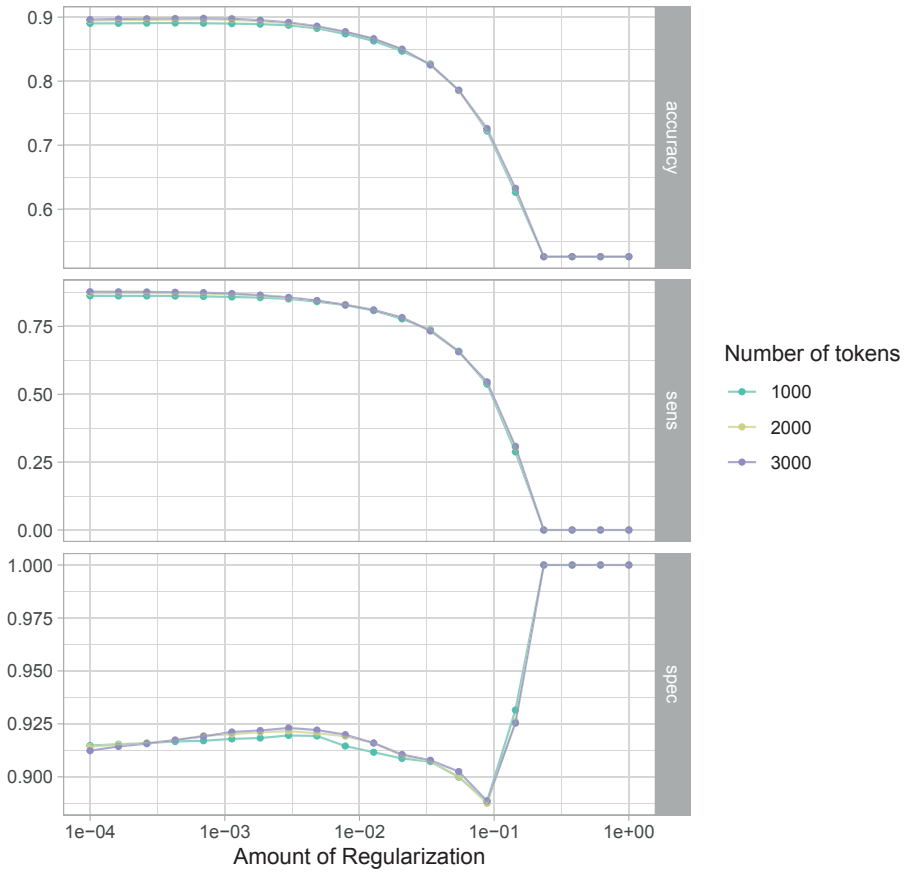 0.9
0.8
0.7
0.6
accuracy
0.75
0.50
0.25
0.00
sens
Number of tokens
1000
2000
3000
1.000
0.975
0.950
0.925
0.900
spec
1e−04 1e−03 1e−02 1e−01 1e+00
Amount of Regularization